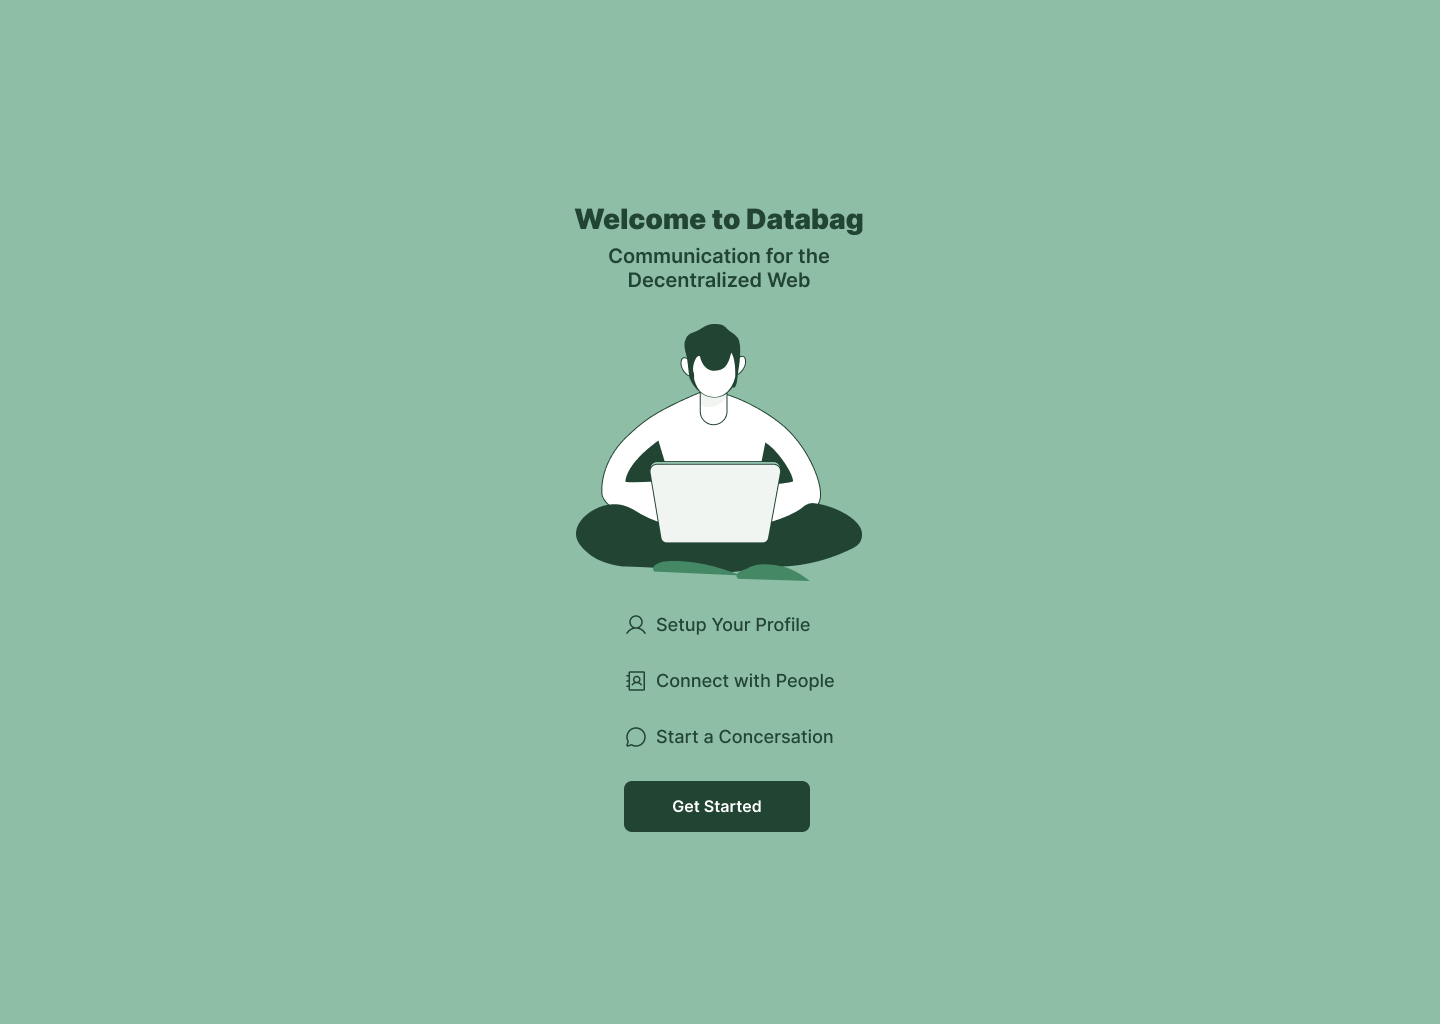 Welcome to Databag
Communication for the
Decentralized Web
Setup Your Profile
Connect with People
Start a Concersation
Get Started